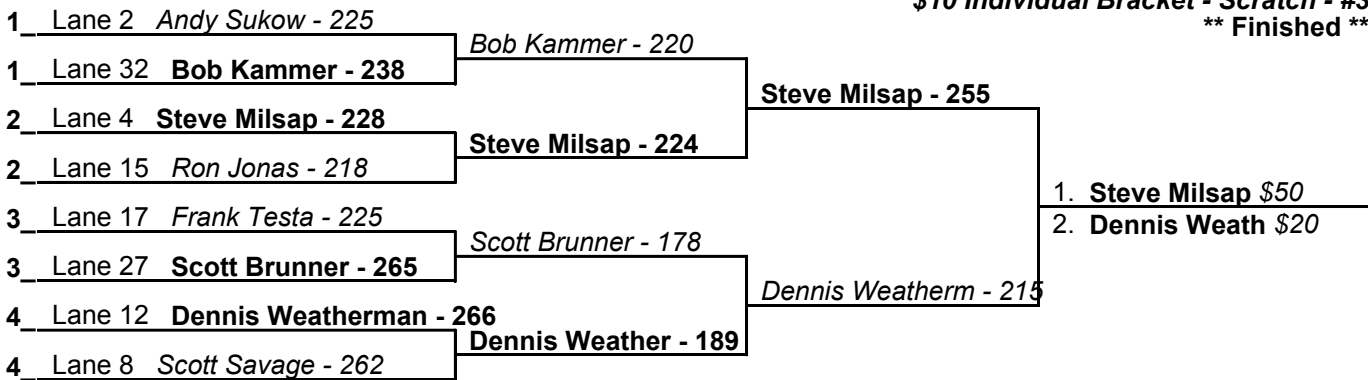 $10 Individual Bracket - Scratch - #3
** Finished **
1_ Lane 2 Andy Sukow - 225
1_ Lane 32 Bob Kammer - 238
2_ Lane 4 Steve Milsap - 228
2_ Lane 15 Ron Jonas - 218
3_ Lane 17 Frank Testa - 225
3_ Lane 27 Scott Brunner - 265
4_ Lane 12 Dennis Weatherman - 266
4_ Lane 8 Scott Savage - 262
Bob Kammer - 220
Steve Milsap - 224
Scott Brunner - 178
Dennis Weather - 189
Steve Milsap - 255
Dennis Weatherm - 215
1. Steve Milsap $50
2. Dennis Weath $20